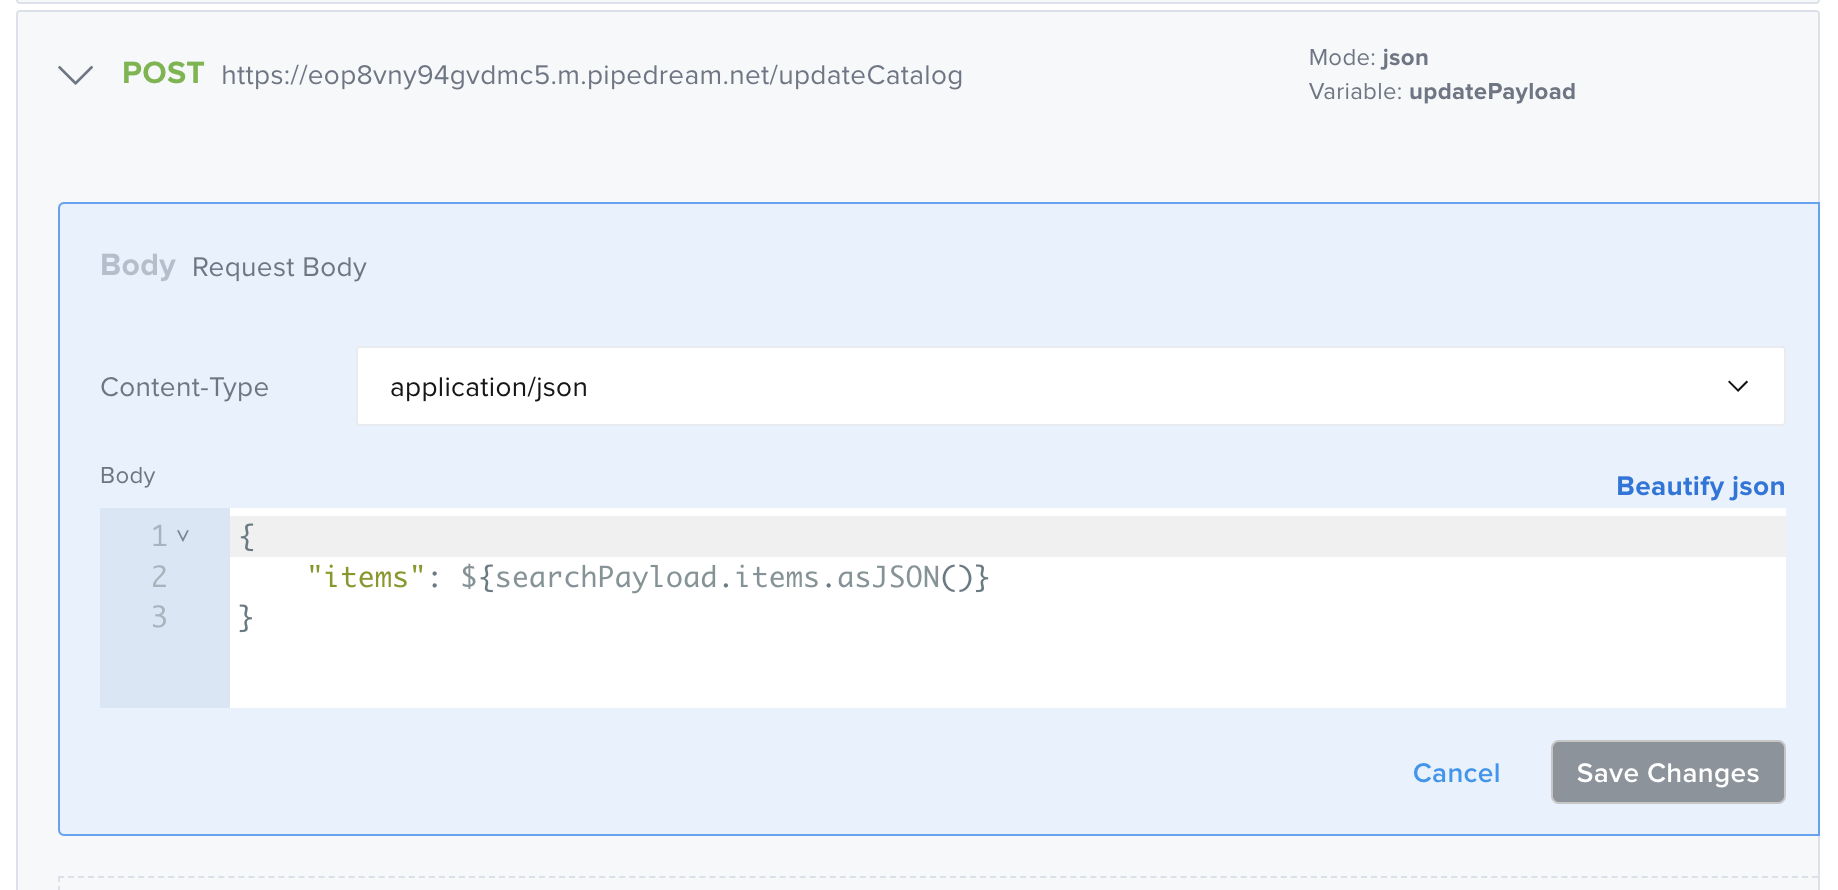 POST https://eop8vny94gvdmc5.m.pipedream.net/updateCatalog
Mode: json
Variable: updatePayload
Body Request Body
Content-Type application/json
Body
Beautify json
1 {
2 "items": ${searchPayload.items.asJSON()}
3 }
Cancel Save Changes